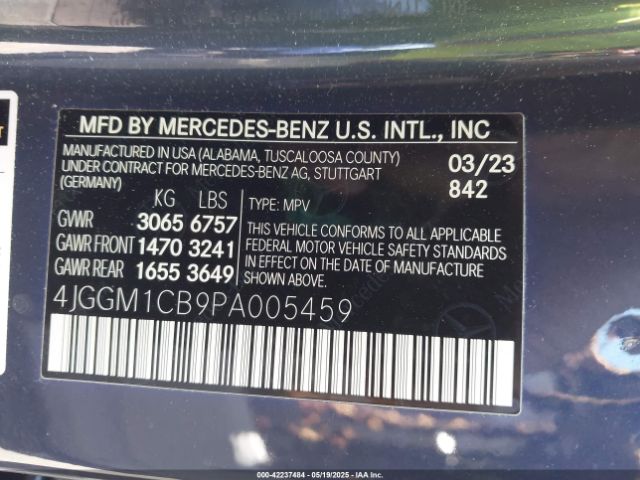 MFD BY MERCEDES-BENZ U.S. INTL., INC
MANUFACTURED IN USA (ALABAMA, TUSCALOOSA COUNTY)
UNDER CONTRACT FOR MERCEDES-BENZ AG, STUTTGART
(GERMANY)
03/23
842
KG LBS
GVWR 3065 6757
GAWR FRONT 1470 3241
GAWR REAR 1655 3649
TYPE: MPV
THIS VEHICLE CONFORMS TO ALL APPLICABLE
FEDERAL MOTOR VEHICLE SAFETY STANDARDS
IN EFFECT ON THE DATE OF MANUFACTURE
SHOWN ABOVE.
4JGGM1CB9PA005459
000-42237484 - 05/19/2025 - IAAI.COM